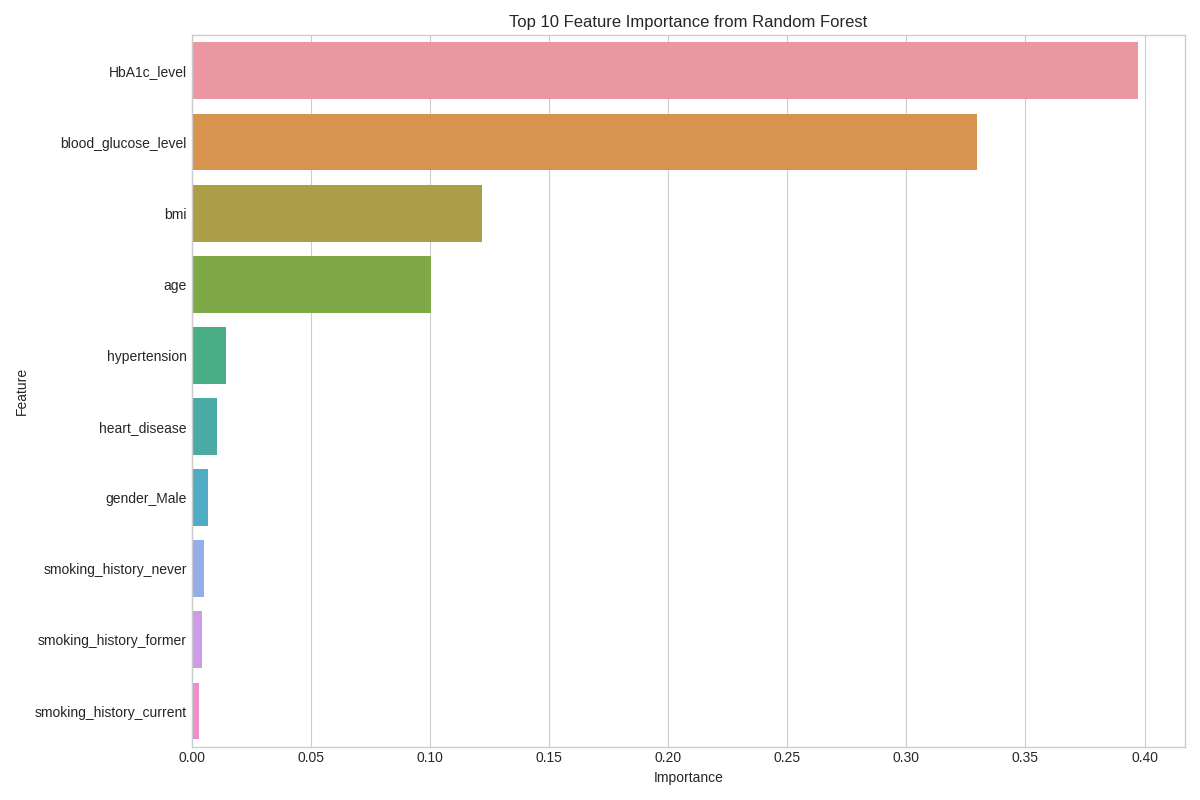 Top 10 Feature Importance from Random Forest
HbA1c_level
blood_glucose_level
bmi
age
hypertension
heart_disease
gender_Male
smoking_history_never
smoking_history_former
smoking_history_current
Feature
0.00 0.05 0.10 0.15 0.20 0.25 0.30 0.35 0.40
Importance